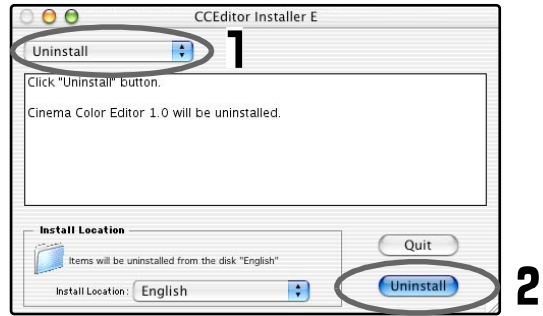 CCEditor Installer E
Uninstall
1
Click "Uninstall" button.
Cinema Color Editor 1.0 will be uninstalled.
Install Location
Items will be uninstalled from the disk "English"
Install Location: English
Quit
Uninstall
2